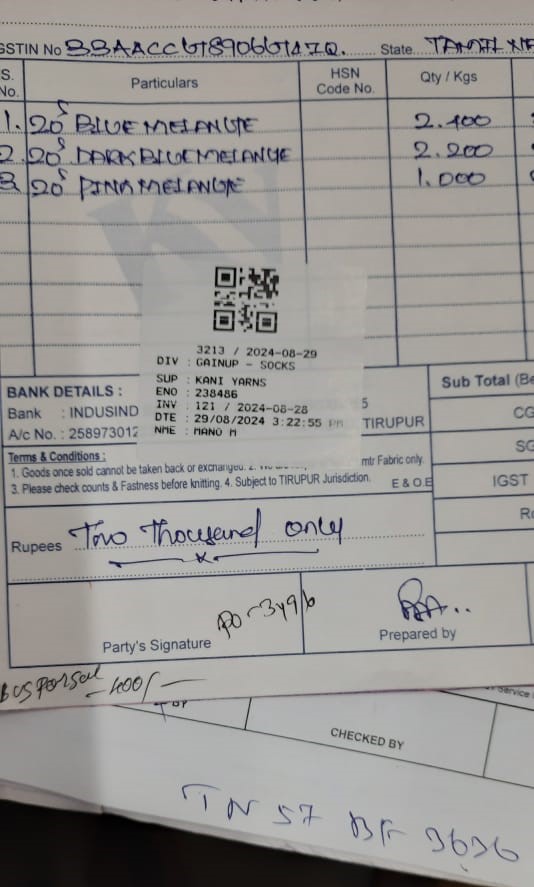 GSTIN No 33AACCG1890661ZQ. State TAMIL
S. No. Particulars HSN Code No. Qty / Kgs
1. 20s BLUE MELANGE 2.400
2. 20s DARK BLUE MELANGE 2.200
3 20s PINK MELANGE 1.000
3213 / 2024-08-29
DIV : GAINUP - SOCKS
SUP : KANI YARNS
ENO : 238486
INV : 121 / 2024-08-28
DTE : 29/08/2024 3:22:55 PM
NME : MANO M
BANK DETAILS :
Bank : INDUSIND TIRUPUR
A/c No. : 258973012
Sub Total (Be
CG
SG
IGST
Terms & Conditions :
1. Goods once sold cannot be taken back or exchanged. 2. mtr Fabric only.
3. Please check counts & Fastness before knitting. 4. Subject to TIRUPUR Jurisdiction. E & O.E
Rupees Two thousand only
PO-3496
Party's Signature Prepared by
Bus Parsal - 400/-
CHECKED BY
TN 57 BF 3636